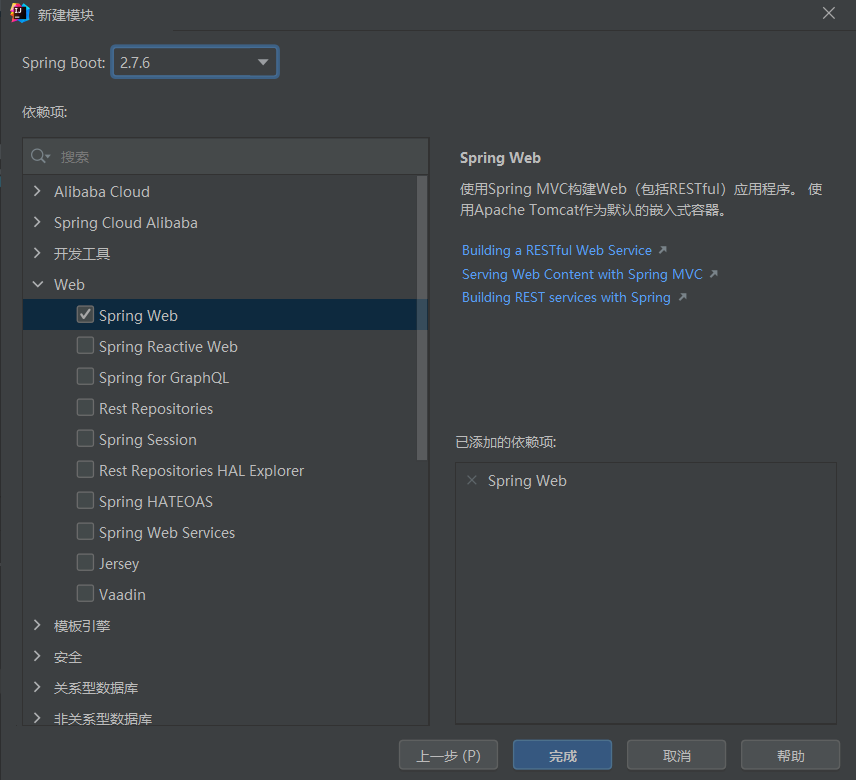 新建模块
Spring Boot: 2.7.6
依赖项:
搜索
Alibaba Cloud
Spring Cloud Alibaba
开发工具
Web
Spring Web
Spring Reactive Web
Spring for GraphQL
Rest Repositories
Spring Session
Rest Repositories HAL Explorer
Spring HATEOAS
Spring Web Services
Jersey
Vaadin
模板引擎
安全
关系型数据库
非关系型数据库
Spring Web
使用Spring MVC构建Web（包括RESTful）应用程序。 使
用Apache Tomcat作为默认的嵌入式容器。
Building a RESTful Web Service
Serving Web Content with Spring MVC
Building REST services with Spring
已添加的依赖项:
Spring Web
上一步 (P)
完成
取消
帮助